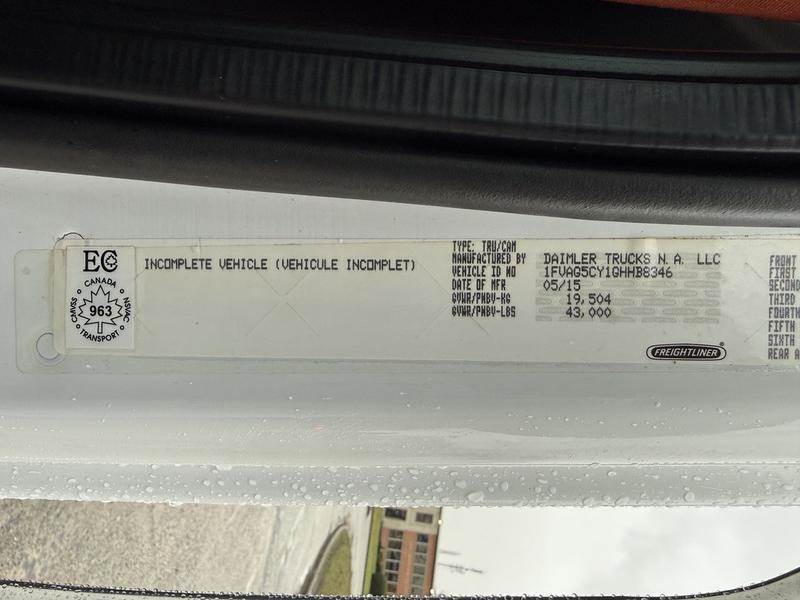 EC
CANADA
CMVSS
963
NSVAC
TRANSPORT
INCOMPLETE VEHICLE (VEHICULE INCOMPLET)
TYPE: TRU/CAM
MANUFACTURED BY DAIMLER TRUCKS N. A. LLC
VEHICLE ID NO 1FVAG5CY1GHHB8346
DATE OF MFR 05/15
GVWR/PNBV-KG 19,504
GVWR/PNBV-LBS 43,000
FREIGHTLINER
FRONT
FIRST
SECOND
THIRD
FOURTH
FIFTH
SIXTH
REAR A